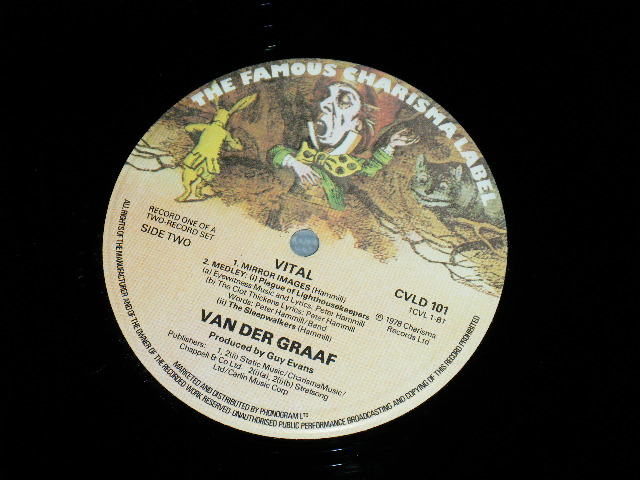 THE FAMOUS CHARISMA LABEL
RECORD ONE OF A
TWO-RECORD SET
SIDE TWO
VITAL
1. MIRROR IMAGES (Hammill)
2. MEDLEY: (i) Plague of Lighthousekeepers
(a) Eyewitness Music and Lyrics. Peter Hammill
(b) The Clot Thickens Lyrics: Peter Hammill
Words: Peter Hammill/Band
(ii) The Sleepwalkers (Hammill)
CVLD 101
1CVL 1-B1
℗ 1978 Charisma
Records Ltd
VAN DER GRAAF
Produced by Guy Evans
Publishers: 1, 2(ii) Static Music/Charisma Music/
Chappell & Co Ltd 2(i)(a), 2(i)(b) Stratsong
Ltd/Carlin Music Corp
MARKETED AND DISTRIBUTED BY PHONOGRAM LTD
ALL RIGHTS OF THE MANUFACTURER AND OF THE OWNER OF THE RECORDED WORK RESERVED UNAUTHORISED PUBLIC PERFORMANCE BROADCASTING AND COPYING OF THIS RECORD PROHIBITED